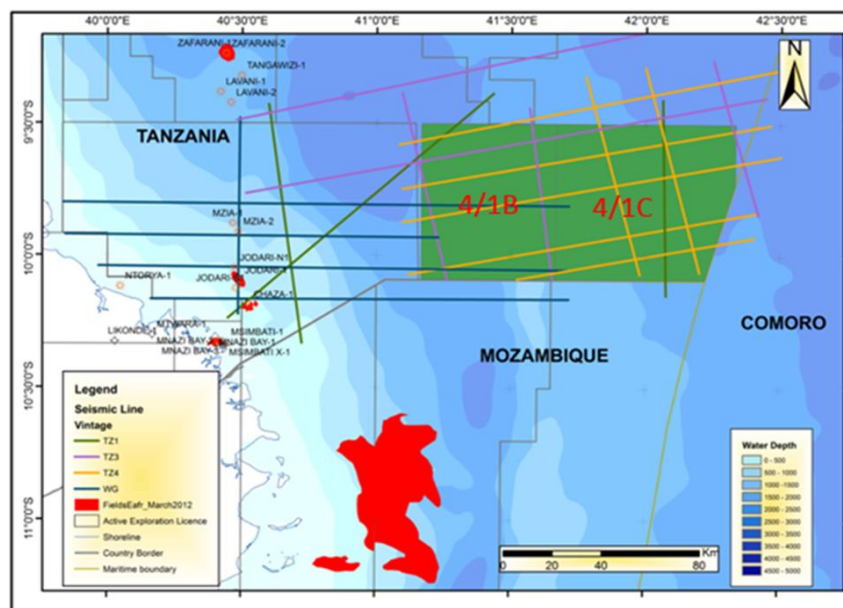 40°0'0"E 40°30'0"E 41°0'0"E 41°30'0"E 42°0'0"E 42°30'0"E
ZAFARANI-1 ZAFARANI-2
TANGAWIZI-1
LAVANI-1
LAVANI-2
N
9°30'0"S
TANZANIA
4/1B 4/1C
MZIA-1
MZIA-2
10°0'0"S
JODARI-N1
JODARI-1
JODARI
NTORYA-1
CHAZA-1
COMORO
MTWARA-1
MSIMBATI-1
LIKONDE-1
MNAZI BAY
MNAZI BAY-1
MNAZI BAY
MSIMBATI X-1
MOZAMBIQUE
10°30'0"S
11°0'0"S
Legend
Seismic Line
Vintage
TZ1
TZ3
TZ4
WG
FieldsEafr_March2012
Active Exploration Licence
Shoreline
Country Border
Maritime boundary
Km
0 20 40 80
Water Depth
0 - 500
500 - 1000
1000 - 1500
1500 - 2000
2000 - 2500
2500 - 3000
3000 - 3500
3500 - 4000
4000 - 4500
4500 - 5000